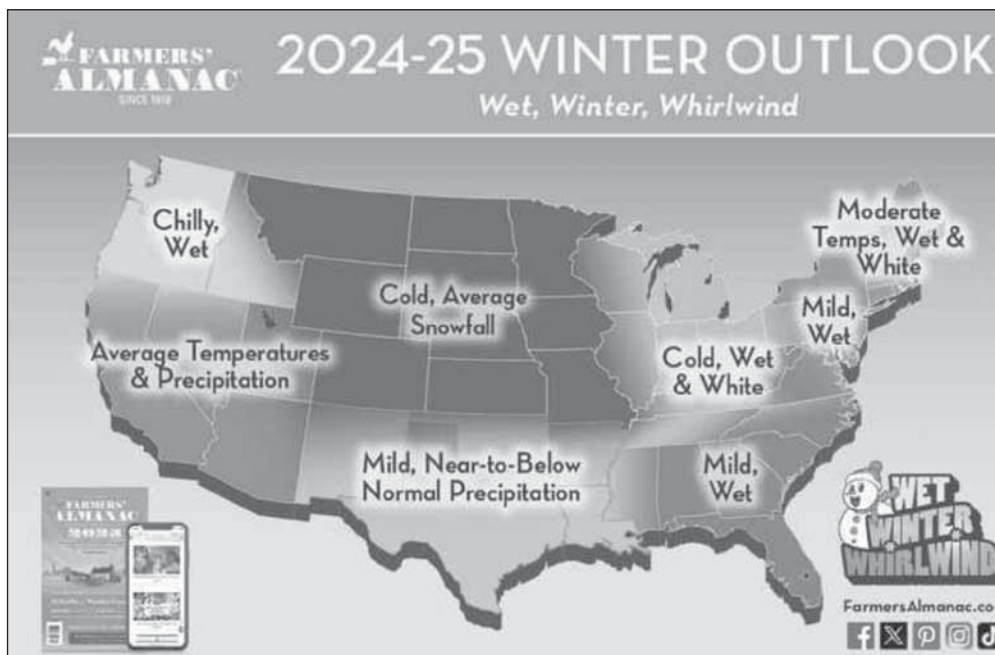 FARMERS'
ALMANAC
SINCE 1818
2024-25 WINTER OUTLOOK
Wet, Winter, Whirlwind
Chilly,
Wet
Cold, Average
Snowfall
Average Temperatures
& Precipitation
Mild, Near-to-Below
Normal Precipitation
Cold, Wet
& White
Moderate
Temps, Wet &
White
Mild,
Wet
Mild,
Wet
FARMERS'
ALMANAC
WET
WINTER
WHIRLWIND
FarmersAlmanac.co